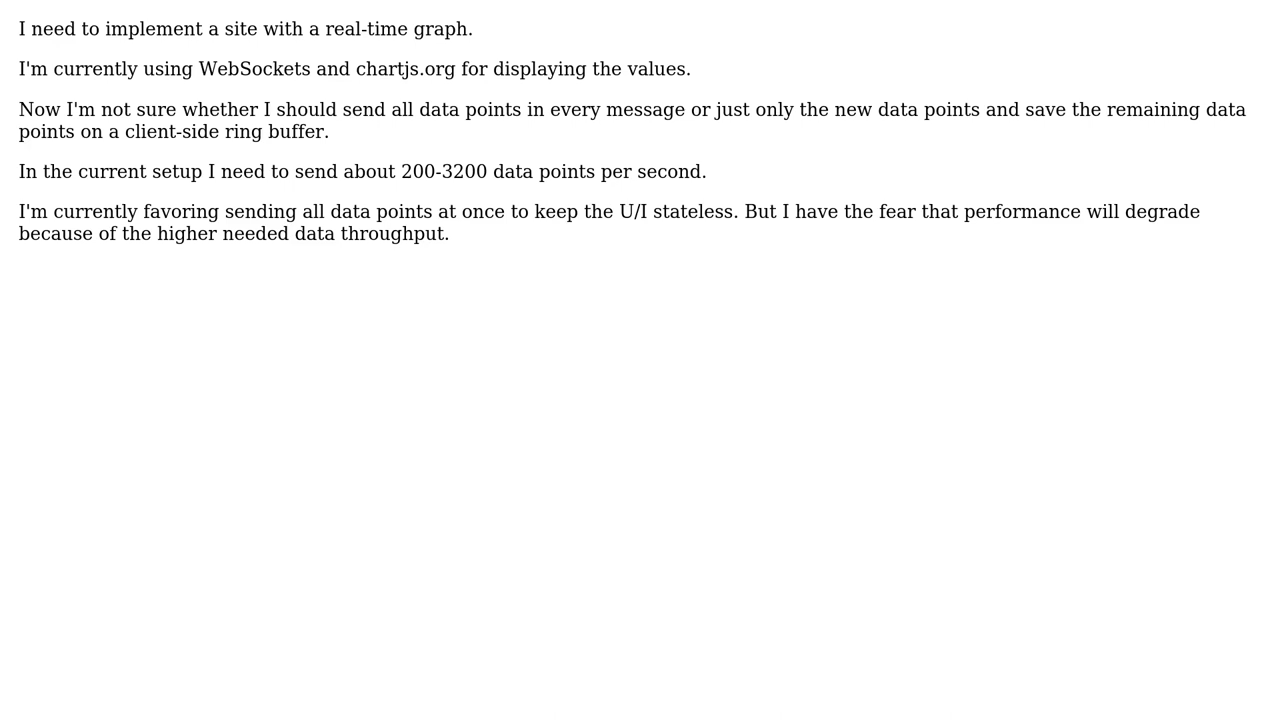 I need to implement a site with a real-time graph.
I'm currently using WebSockets and chartjs.org for displaying the values.
Now I'm not sure whether I should send all data points in every message or just only the new data points and save the remaining data
points on a client-side ring buffer.
In the current setup I need to send about 200-3200 data points per second.
I'm currently favoring sending all data points at once to keep the U/I stateless. But I have the fear that performance will degrade
because of the higher needed data throughput.